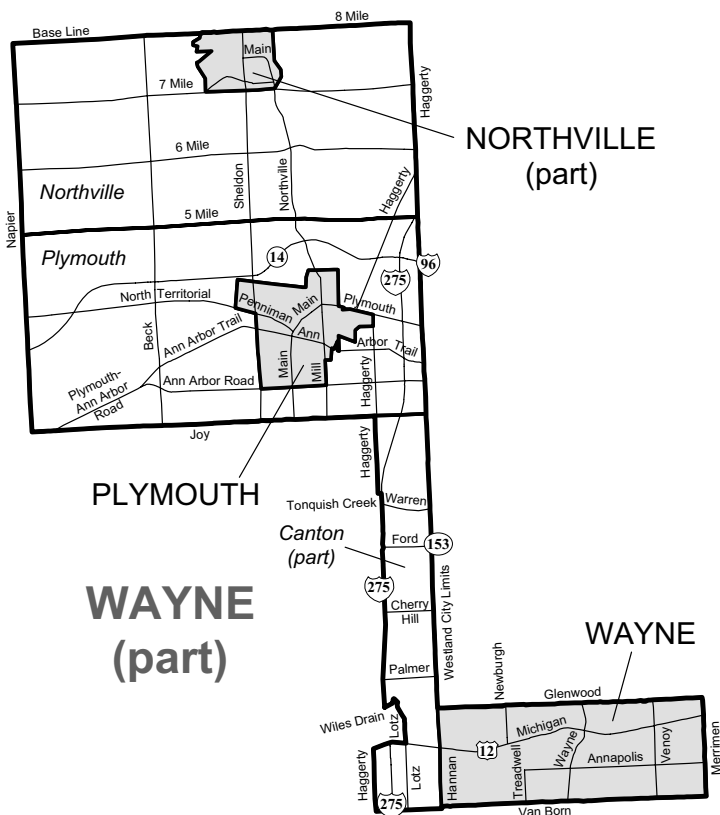 8 Mile
Base Line
Main
7 Mile
Haggerty
NORTHVILLE
(part)
6 Mile
Northville
Sheldon
Northville
Haggerty
Napier
5 Mile
Plymouth
14
96
275
North Territorial
Penniman
Main
Plymouth
Beck
Ann Arbor Trail
Ann
Arbor Trail
Main
Mill
Haggerty
Plymouth-
Ann Arbor
Road
Ann Arbor Road
Joy
Haggerty
PLYMOUTH
Tonquish Creek
Warren
Canton
(part)
Ford
153
275
WAYNE
(part)
Cherry
Hill
Westland City Limits
WAYNE
Palmer
Newburgh
Glenwood
Wiles Drain
Lotz
Michigan
12
Wayne
Annapolis
Venoy
Merrimen
Haggerty
Lotz
Hannan
Treadwell
275
Van Born